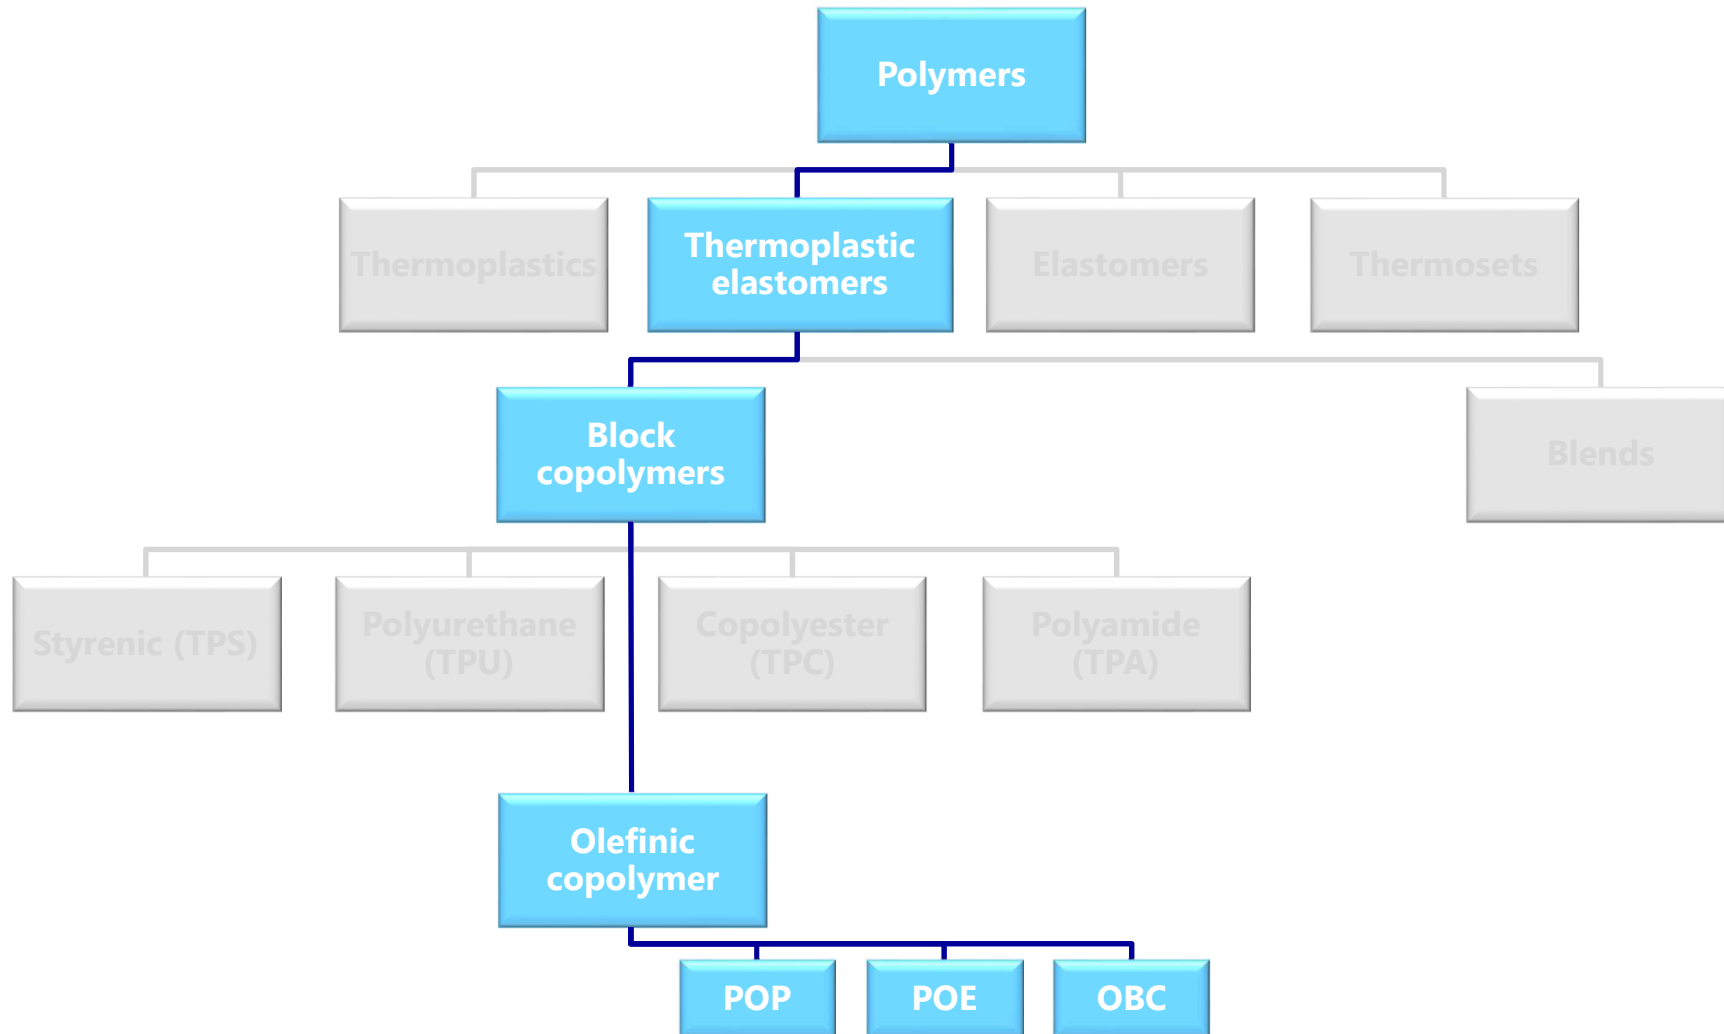 Polymers
Thermoplastics
Thermoplastic
elastomers
Elastomers
Thermosets
Block
copolymers
Blends
Styrenic (TPS)
Polyurethane
(TPU)
Copolyester
(TPC)
Polyamide
(TPA)
Olefinic
copolymer
POP
POE
OBC